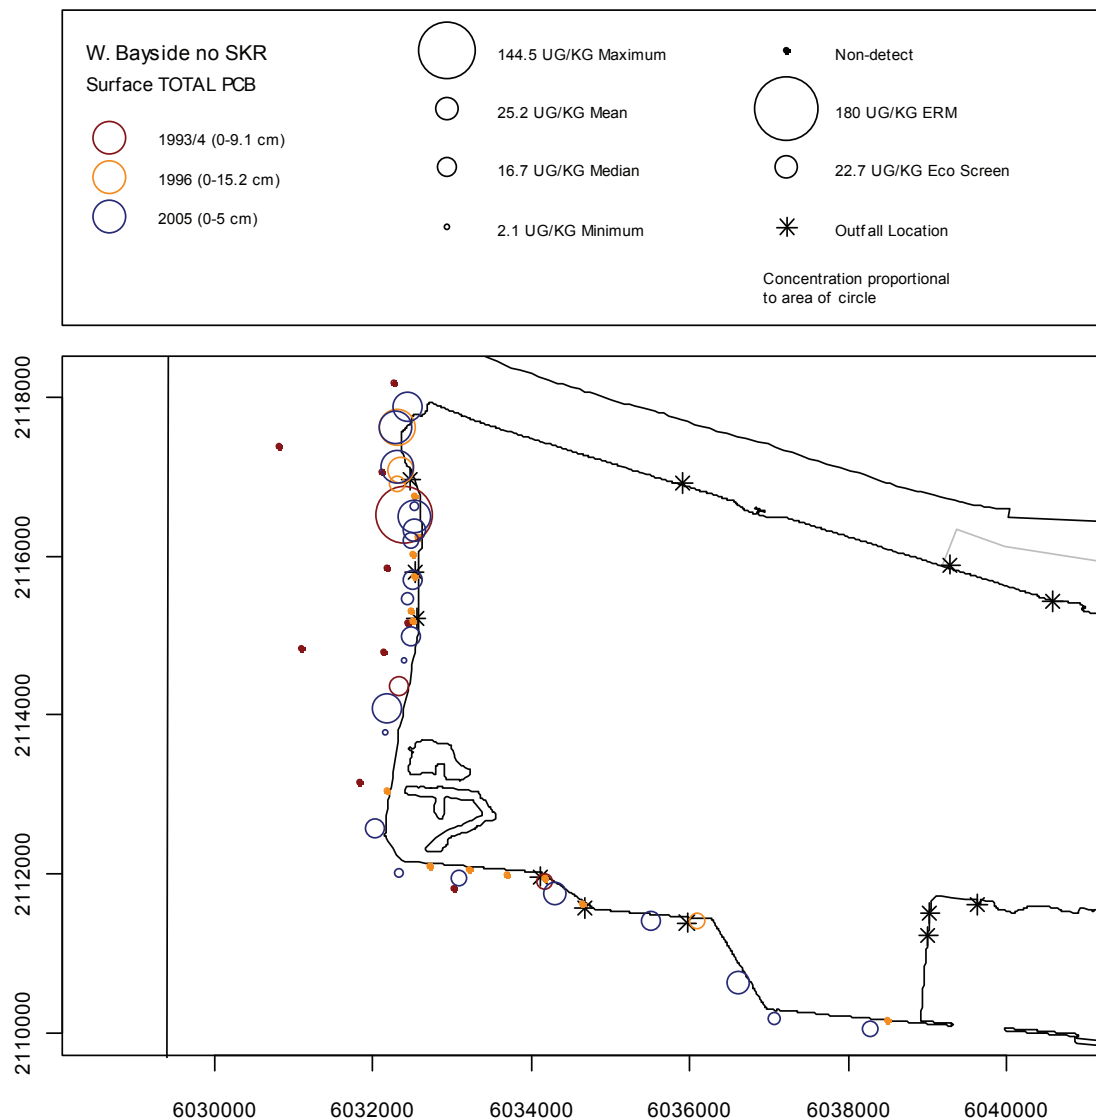 W. Bayside no SKR
Surface TOTAL PCB
1993/4 (0-9.1 cm)
1996 (0-15.2 cm)
2005 (0-5 cm)
144.5 UG/KG Maximum
25.2 UG/KG Mean
16.7 UG/KG Median
2.1 UG/KG Minimum
Non-detect
180 UG/KG ERM
22.7 UG/KG Eco Screen
Outfall Location
Concentration proportional
to area of circle
2118000
2116000
2114000
2112000
2110000
6030000 6032000 6034000 6036000 6038000 6040000